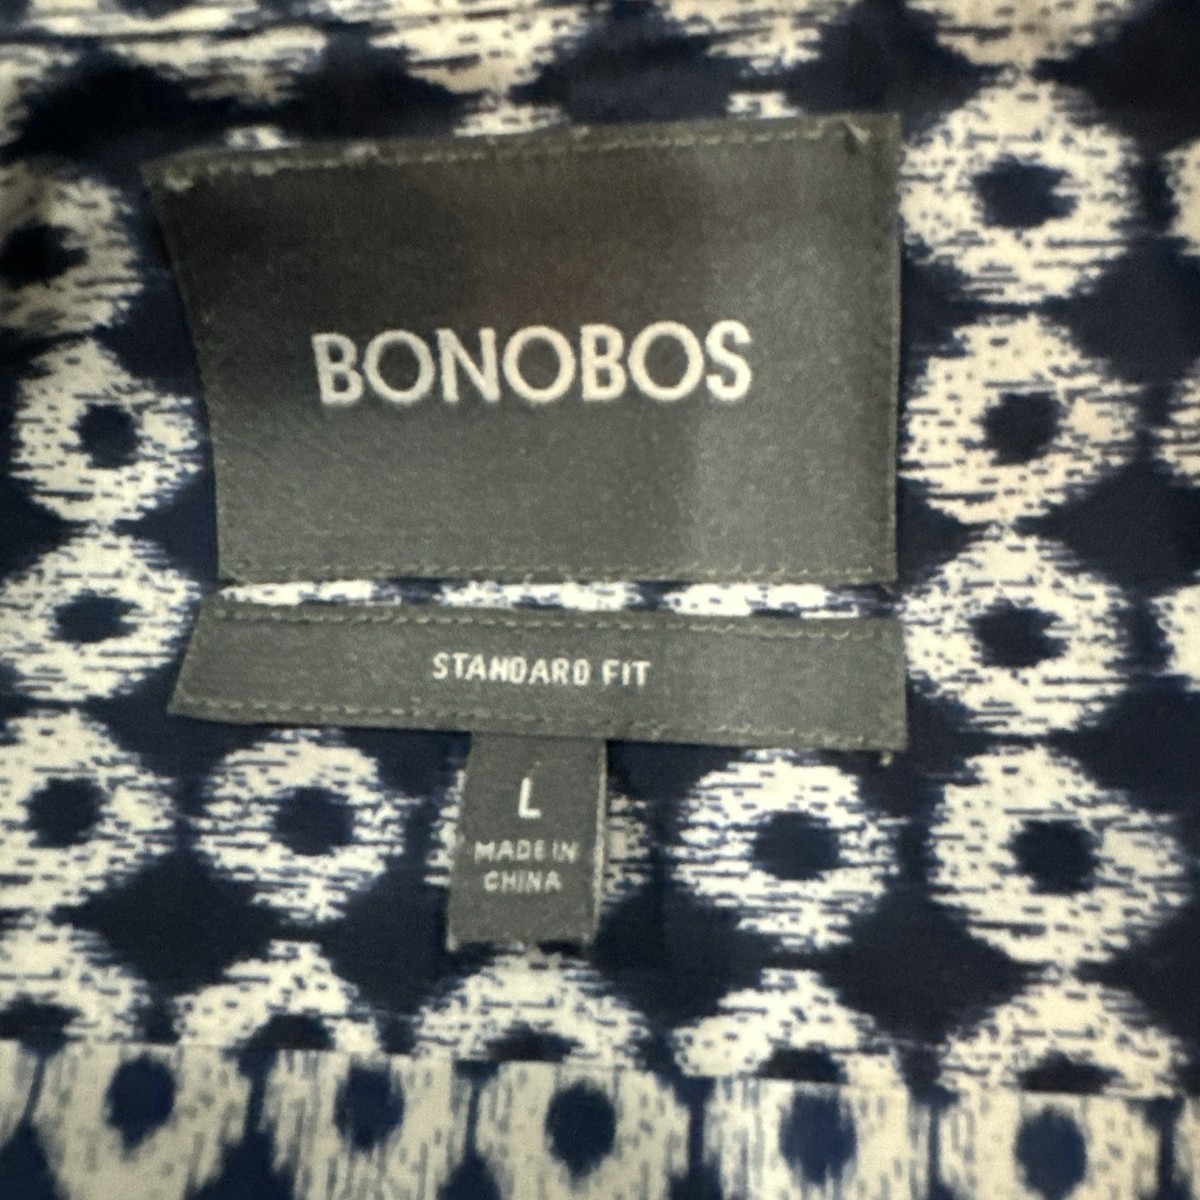 BONOBOS
STANDARD FIT
L
MADE IN
CHINA